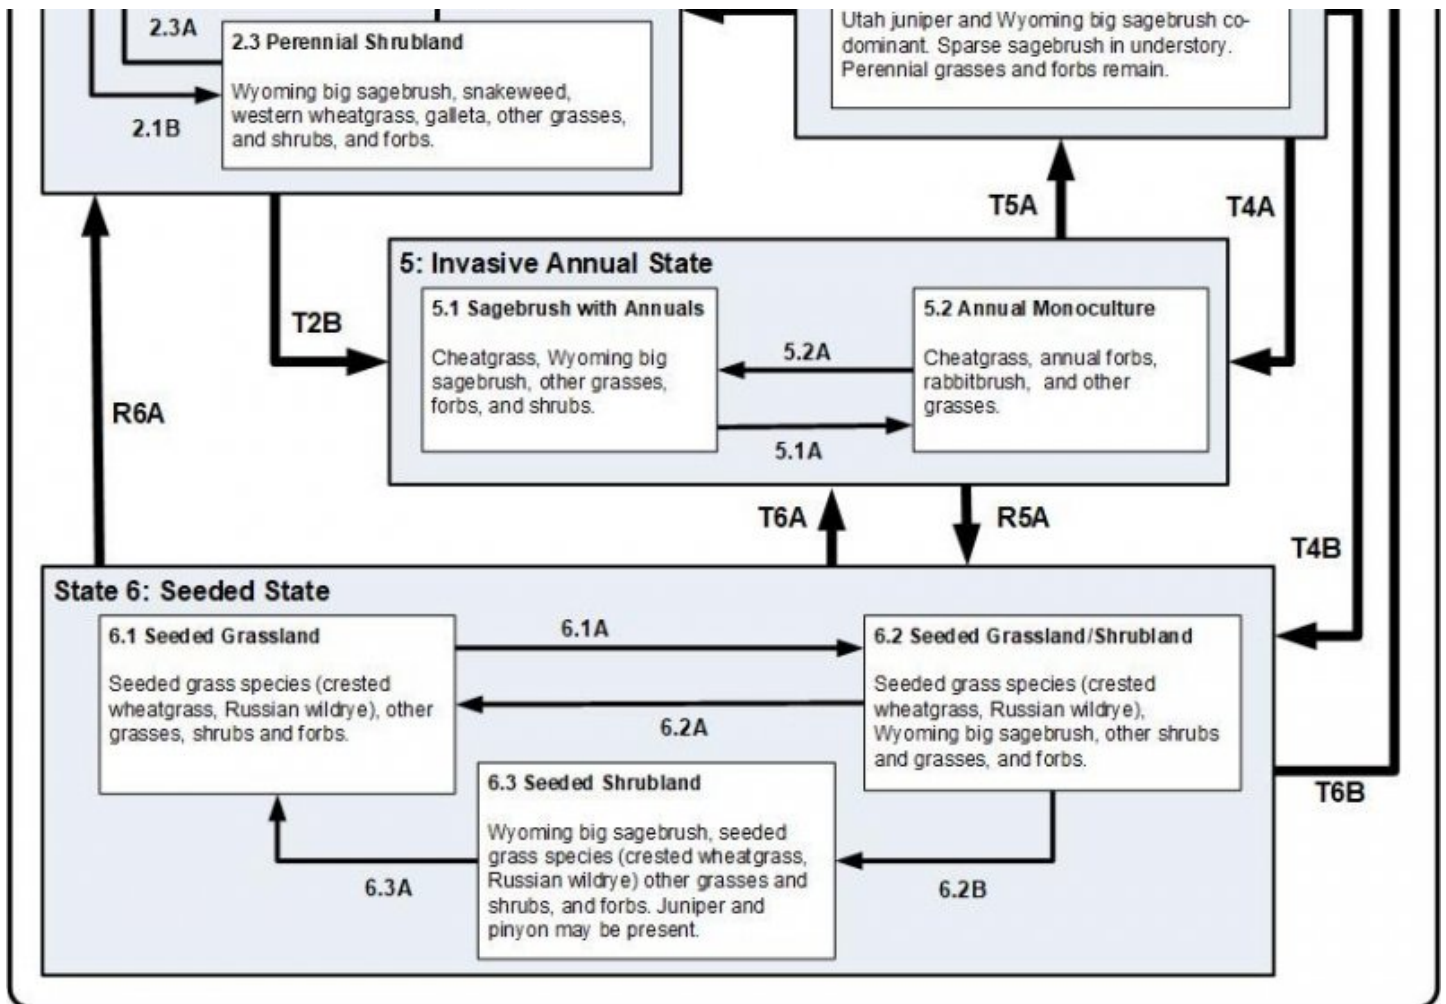 2.3A
2.3 Perennial Shrubland
Wyoming big sagebrush, snakeweed,
western wheatgrass, galleta, other grasses,
and shrubs, and forbs.
2.1B
Utah juniper and Wyoming big sagebrush co-
dominant. Sparse sagebrush in understory.
Perennial grasses and forbs remain.
T5A
T4A
5: Invasive Annual State
5.1 Sagebrush with Annuals
Cheatgrass, Wyoming big
sagebrush, other grasses,
forbs, and shrubs.
5.2A
5.1A
5.2 Annual Monoculture
Cheatgrass, annual forbs,
rabbitbrush, and other
grasses.
T2B
R6A
T6A
R5A
T4B
State 6: Seeded State
6.1 Seeded Grassland
Seeded grass species (crested
wheatgrass, Russian wildrye), other
grasses, shrubs and forbs.
6.1A
6.2A
6.2 Seeded Grassland/Shrubland
Seeded grass species (crested
wheatgrass, Russian wildrye),
Wyoming big sagebrush, other shrubs
and grasses, and forbs.
6.3 Seeded Shrubland
Wyoming big sagebrush, seeded
grass species (crested wheatgrass,
Russian wildrye) other grasses and
shrubs, and forbs. Juniper and
pinyon may be present.
6.3A
6.2B
T6B